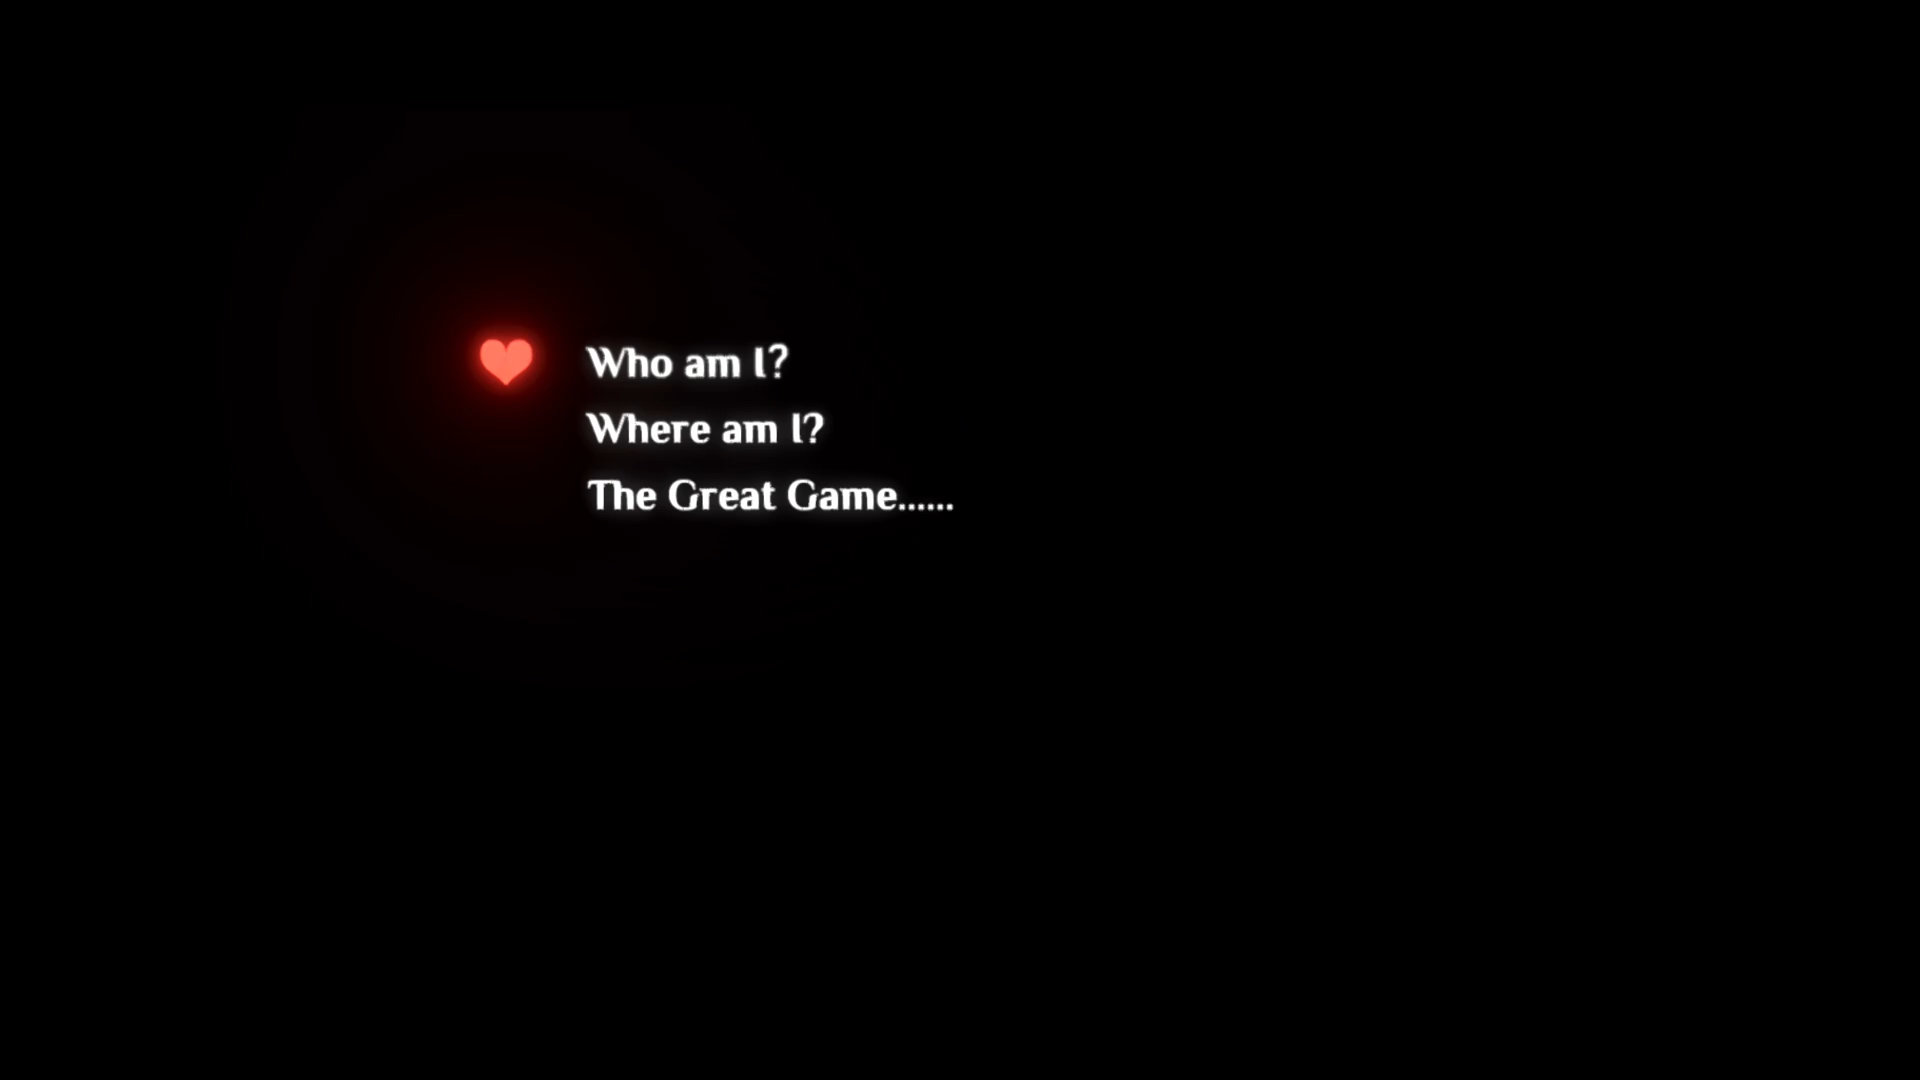 Who am I?
Where am I?
The Great Game......